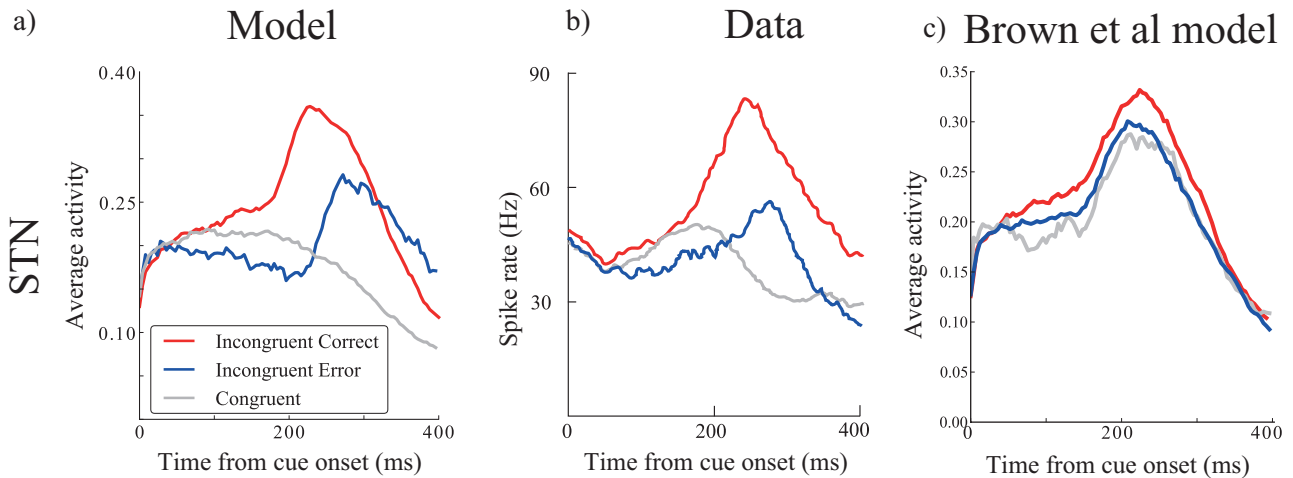 a)
Model
b)
Data
c)
Brown et al model
STN
Average activity
0.40
0.25
0.10
Incongruent Correct
Incongruent Error
Congruent
0
200
400
Time from cue onset (ms)
Spike rate (Hz)
90
60
30
0
200
400
Time from cue onset (ms)
Average activity
0.35
0.30
0.25
0.20
0.15
0.10
0.05
0.00
0
200
400
Time from cue onset (ms)